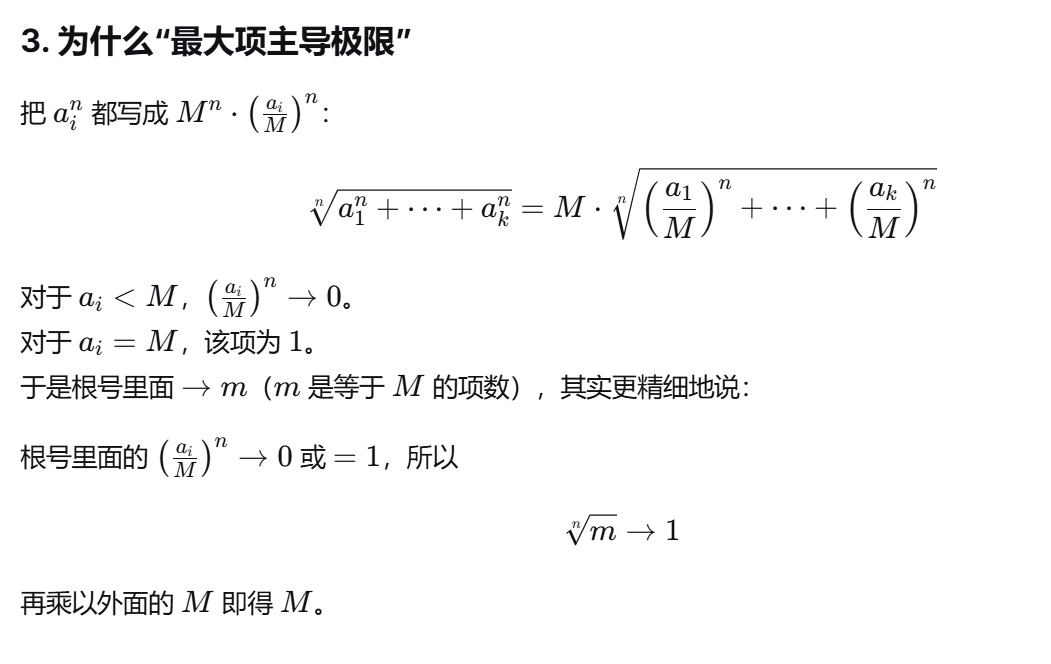 3. 为什么“最大项主导极限”
把 $a_i^n$ 都写成 $M^n \cdot \left(\frac{a_i}{M}\right)^n$：
$$\sqrt[n]{a_1^n + \cdots + a_k^n} = M \cdot \sqrt[n]{\left(\frac{a_1}{M}\right)^n + \cdots + \left(\frac{a_k}{M}\right)^n}$$
对于 $a_i < M$，$\left(\frac{a_i}{M}\right)^n \to 0$。
对于 $a_i = M$，该项为 1。
于是根号里面 $\to m$（$m$ 是等于 $M$ 的项数），其实更精细地说：
根号里面的 $\left(\frac{a_i}{M}\right)^n \to 0$ 或 $= 1$，所以
$$\sqrt[n]{m} \to 1$$
再乘以外面的 $M$ 即得 $M$。